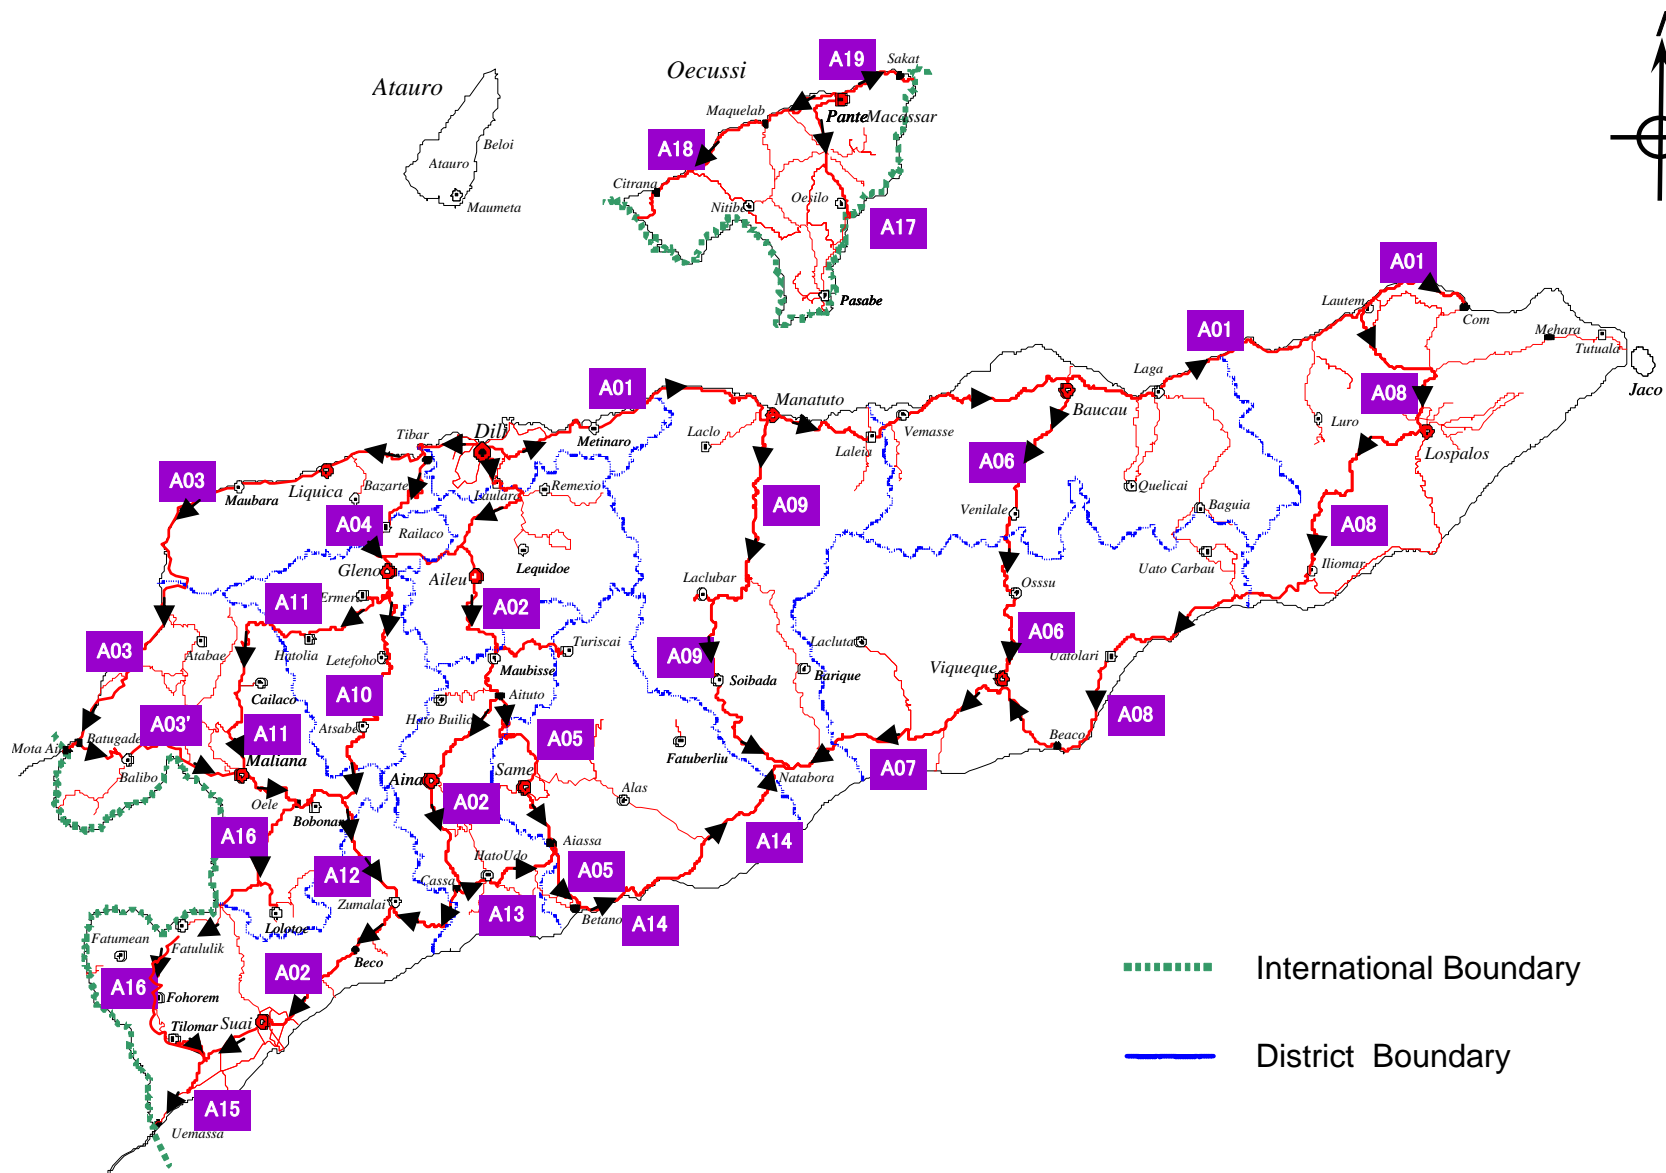 A19
Sakat
Oecussi
Atauro
Maquelab
PanteMacassar
Beloi
A18
Atauro
Citrana
Oesilo
Maumeta
Nitibe
A17
A01
Pasabe
Lautem
Com
A01
Mehara
Tutuala
Laga
Jaco
A01
A08
Manatuto
Baucau
Luro
Dili
Metinaro
Laclo
Vemasse
Tibar
Laleia
Lospalos
A06
A03
Liquica
Bazarte
Maubara
Laulara
Remexio
Quelicai
A09
Venilale
Baguia
A04
Railaco
A08
Lequidoe
Gleno
Aileu
Uato Carbau
Iliomar
Laclubar
Osssu
A11
Ermera
A02
A06
A03
Atabae
Hatolia
Letefoho
Turiscai
Lacluta
A09
Uatolari
Maubisse
Viqueque
Barique
Soibada
Cailaco
A10
Aituto
A08
Hato Builic
A03'
Atsabe
A11
A05
Mota Ain
Batugade
Beaco
Maliana
Fatuberliu
Balibo
A07
Aina
Same
Natabora
Oele
A02
Alas
Bobonaro
A16
A14
Aiassa
HatoUdo
A12
A05
Cassa
Zumalai
A13
Lolotoe
Betano
A14
Fatumean
Fatululik
Beco
A02
A16
Fohorem
Tilomar
Suai
A15
Uemassa
International Boundary
District Boundary